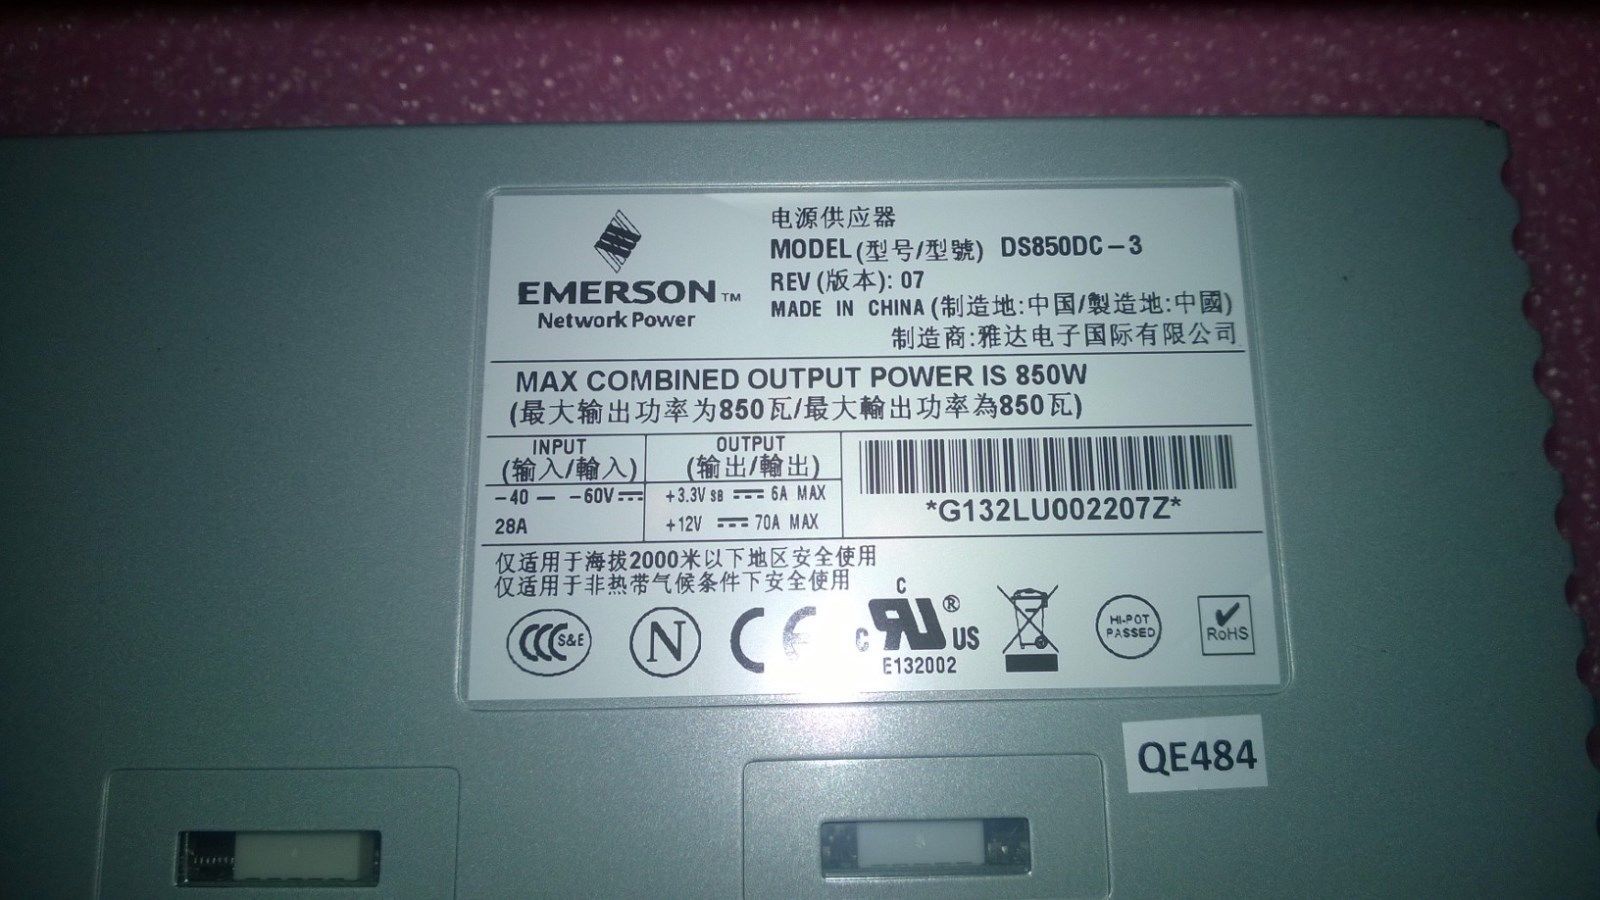 EMERSON™
Network Power
电源供应器
MODEL (型号/型號) DS850DC-3
REV (版本): 07
MADE IN CHINA (制造地:中国/製造地:中國)
制造商:雅达电子国际有限公司
MAX COMBINED OUTPUT POWER IS 850W
(最大输出功率为850瓦/最大輸出功率為850瓦)
INPUT
(输入/輸入)
-40 — -60V
28A
OUTPUT
(输出/輸出)
+3.3V SB 6A MAX
+12V 70A MAX
*G132LU002207Z*
仅适用于海拔2000米以下地区安全使用
仅适用于非热带气候条件下安全使用
CCC S&E
N
CE
C
C RU® US
E132002
HI-POT
PASSED
RoHS
QE484